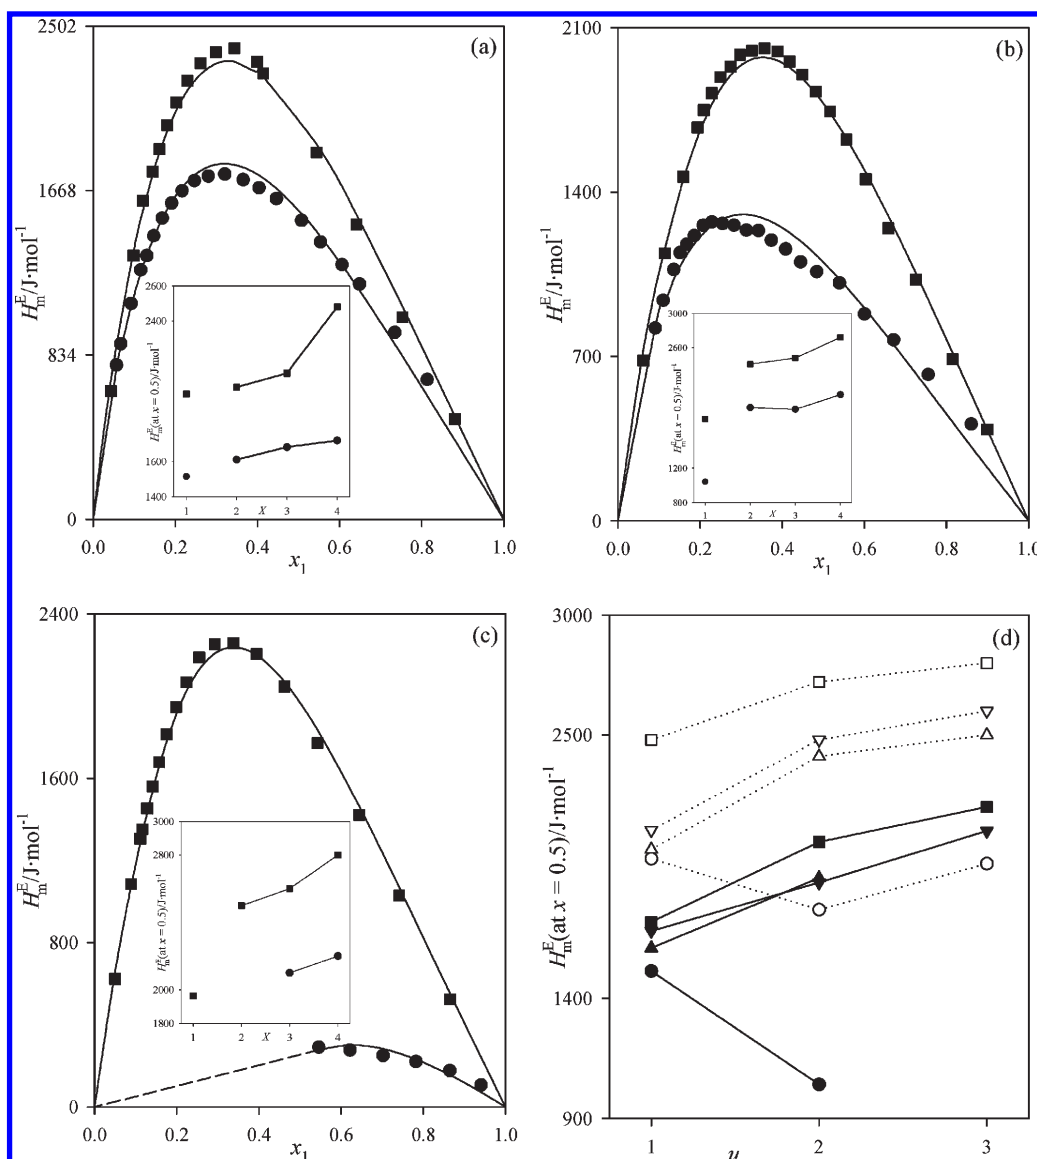 (a)
2502
1668
834
0
H_m^E/J·mol⁻¹
0.0 0.2 0.4 0.6 0.8 1.0
x₁
2600
2400
1600
1400
H_m^E(at x = 0.5)/J·mol⁻¹
1 2 X 3 4
(b)
2100
1400
700
0
H_m^E/J·mol⁻¹
0.0 0.2 0.4 0.6 0.8 1.0
x₁
3000
2600
1200
800
H_m^E(at x = 0.5)/J·mol⁻¹
1 2 X 3 4
(c)
2400
1600
800
0
H_m^E/J·mol⁻¹
0.0 0.2 0.4 0.6 0.8 1.0
x₁
3000
2800
2000
1800
H_m^E(at x = 0.5)/J·mol⁻¹
1 2 X 3 4
(d)
3000
2500
1400
900
H_m^E(at x = 0.5)/J·mol⁻¹
1 2 3